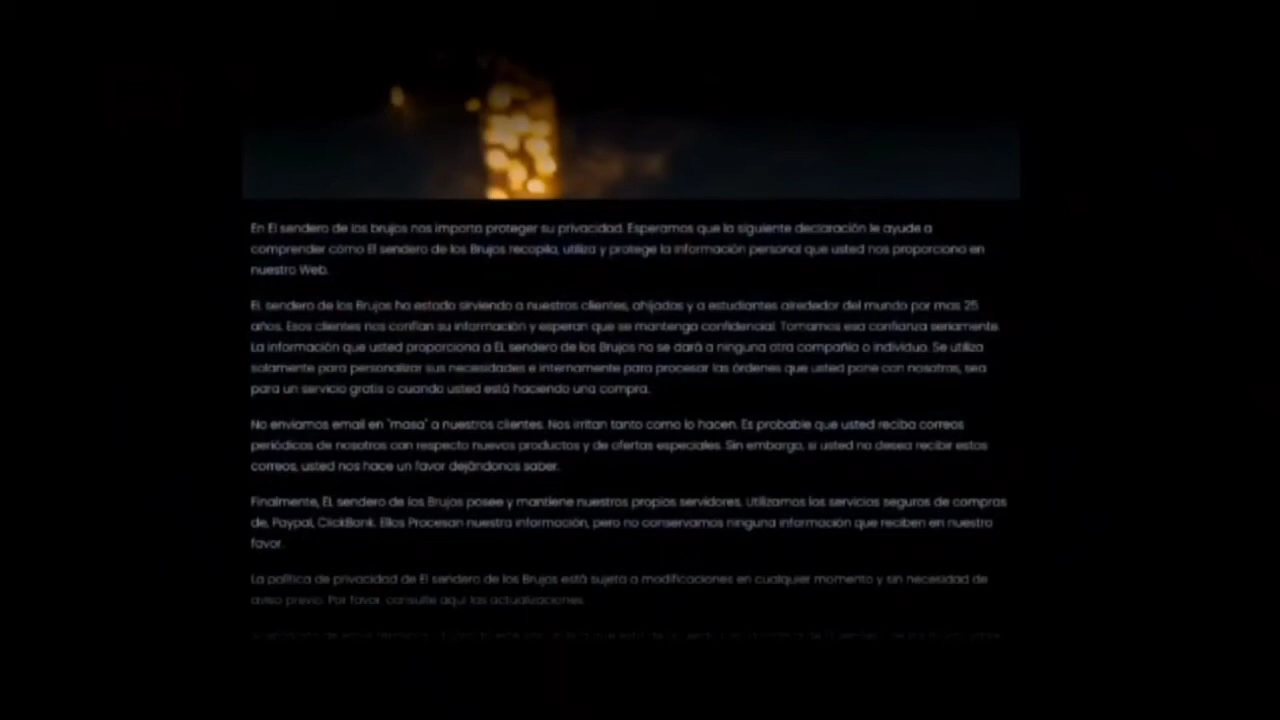 En El sendero de los brujos nos importa proteger su privacidad. Esperamos que la siguiente declaración le ayude a
comprender cómo El sendero de los Brujos recopila, utiliza y protege la información personal que usted nos proporciona en
nuestro Web.
EL sendero de los Brujos ha estado sirviendo a nuestros clientes, ahijados y a estudiantes alrededor del mundo por mas 25
años. Esos clientes nos confían su información y esperan que se mantenga confidencial. Tomamos esa confianza seriamente.
La información que usted proporciona a EL sendero de los Brujos no se dará a ninguna otra compañía o individuo. Se utiliza
solamente para personalizar sus necesidades e internamente para procesar las órdenes que usted pone con nosotros, sea
para un servicio gratis o cuando usted está haciendo una compra.
No enviamos email en "masa" a nuestros clientes. Nos irritan tanto como lo hacen. Es probable que usted reciba correos
periódicos de nosotros con respecto nuevos productos y de ofertas especiales. Sin embargo, si usted no desea recibir estos
correos, usted nos hace un favor dejándonos saber.
Finalmente, EL sendero de los Brujos posee y mantiene nuestros propios servidores. Utilizamos los servicios seguros de compras
de, Paypal, ClickBank. Ellos Procesan nuestra información, pero no conservamos ninguna información que reciben en nuestro
favor.
La política de privacidad de El sendero de los Brujos está sujeta a modificaciones en cualquier momento y sin necesidad de
aviso previo. Por favor, consulte aquí las actualizaciones.